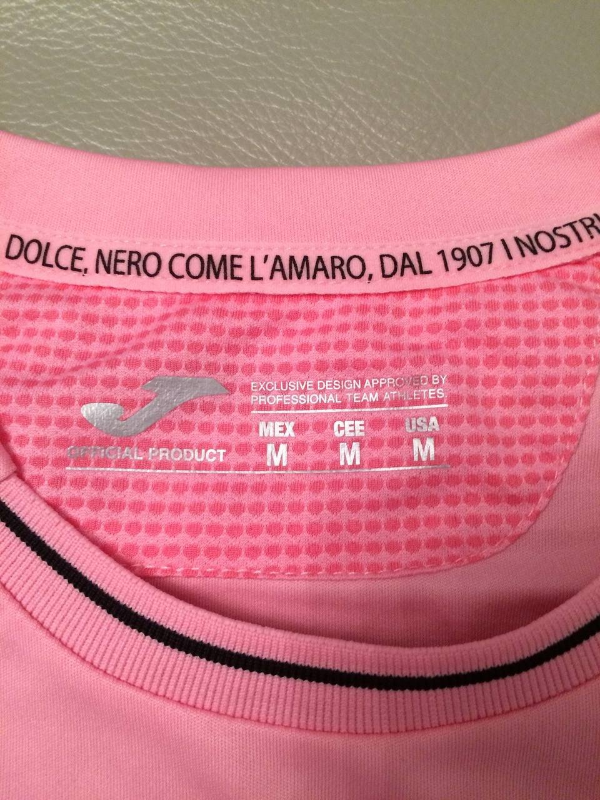 DOLCE, NERO COME L'AMARO, DAL 1907 I NOSTRI
EXCLUSIVE DESIGN APPROVED BY
PROFESSIONAL TEAM ATHLETES
MEX CEE USA
M M M
OFFICIAL PRODUCT